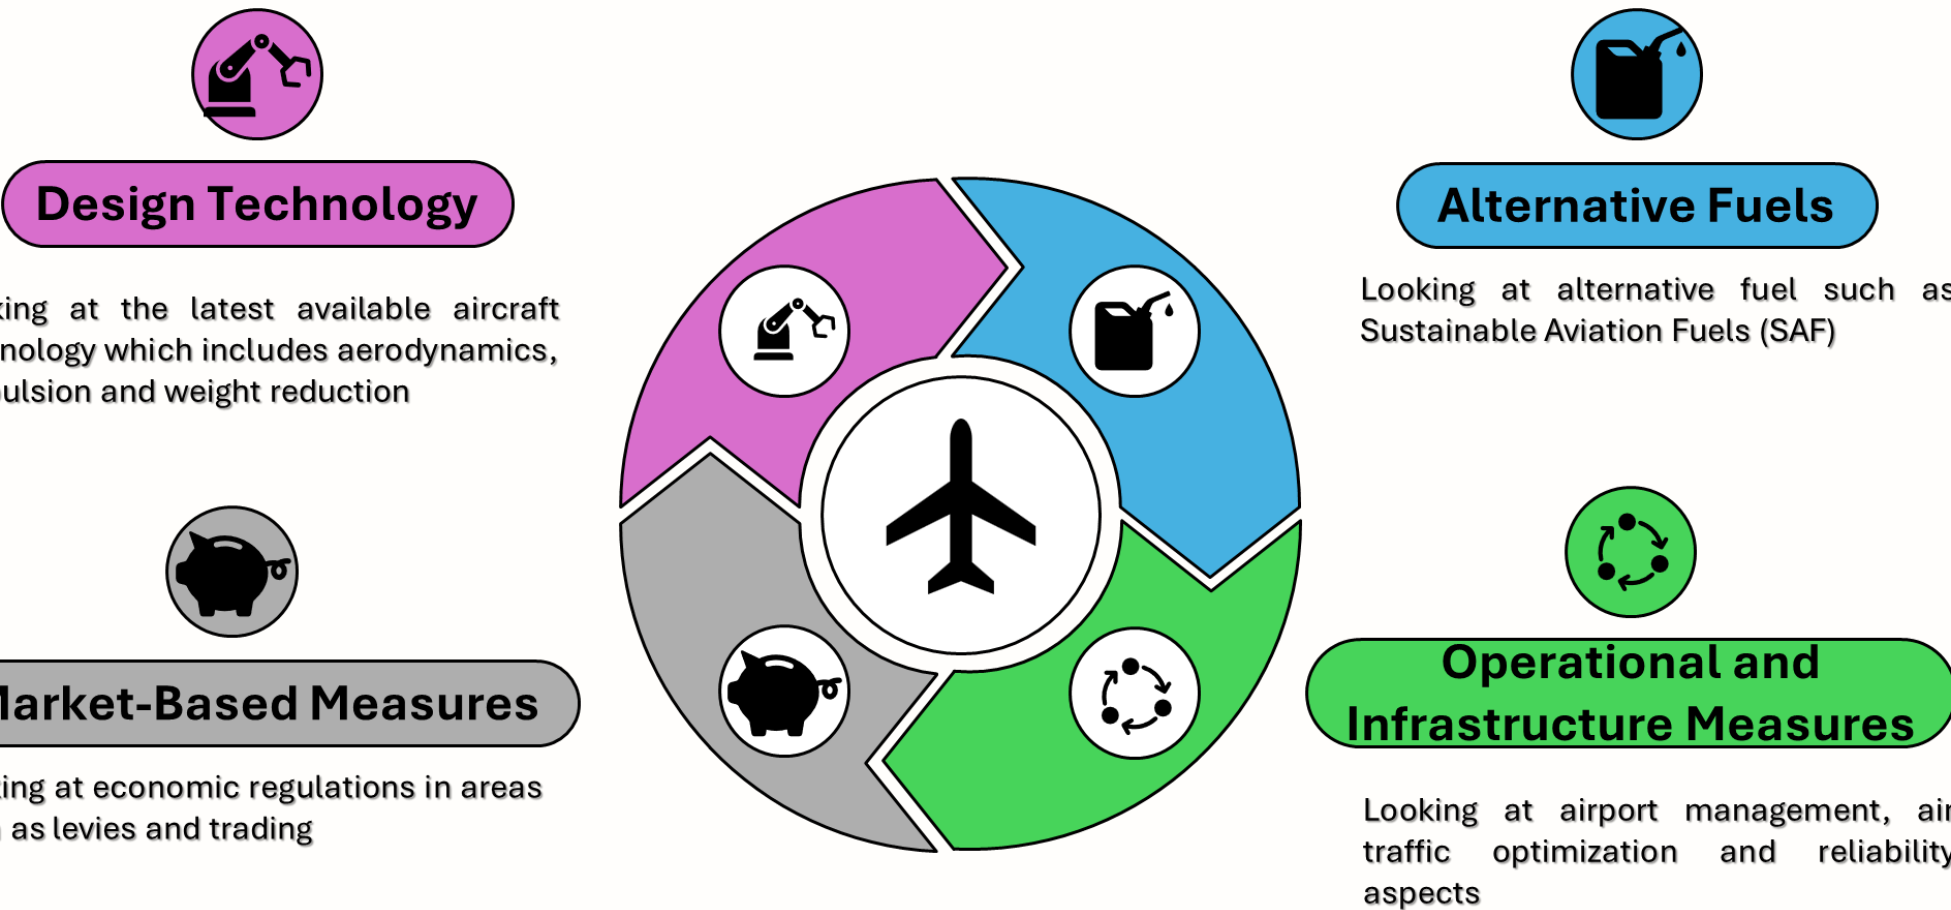 Design Technology
king at the latest available aircraft
nology which includes aerodynamics,
ulsion and weight reduction
Alternative Fuels
Looking at alternative fuel such as
Sustainable Aviation Fuels (SAF)
Market-Based Measures
ing at economic regulations in areas
as levies and trading
Operational and
Infrastructure Measures
Looking at airport management, air
traffic optimization and reliability
aspects